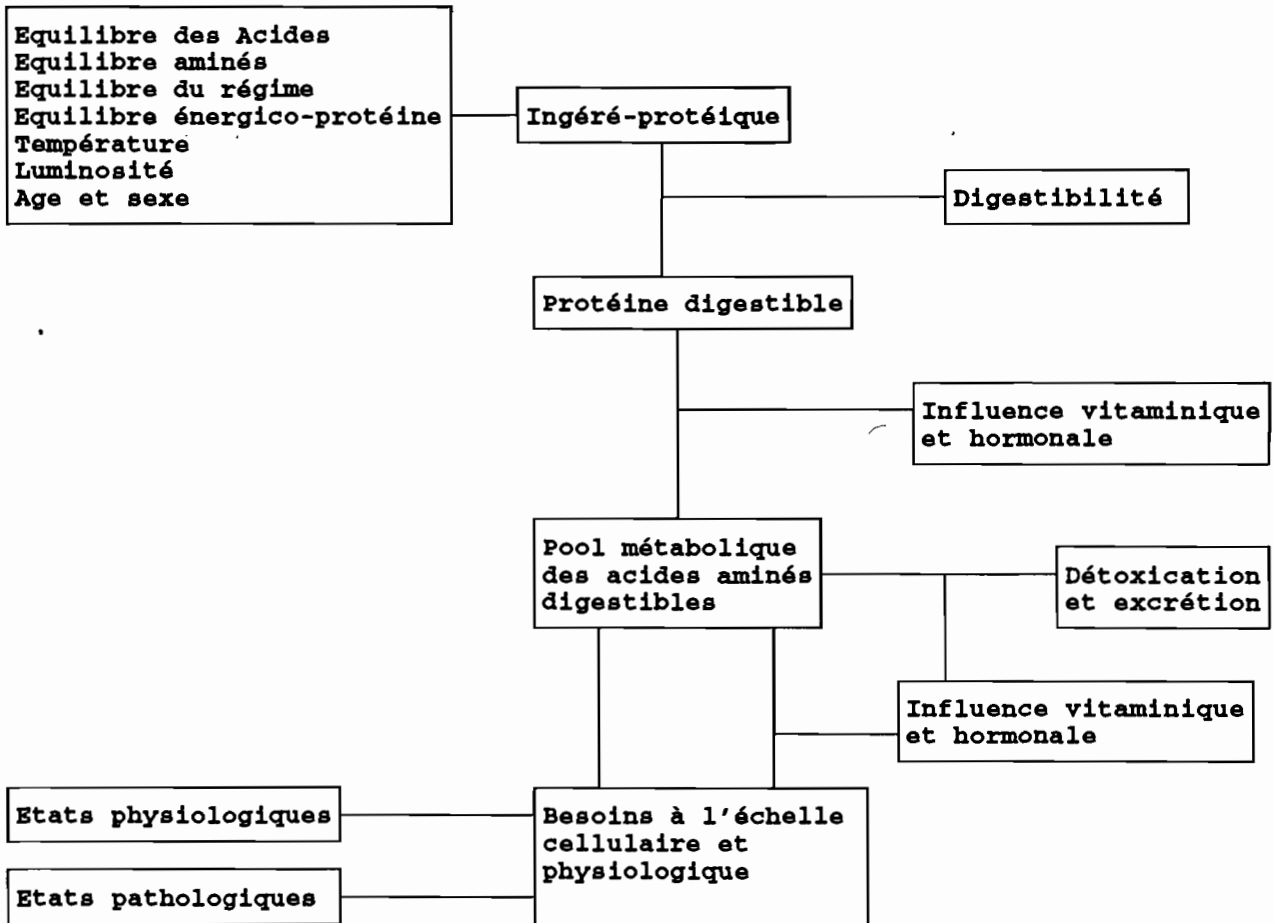 Equilibre des Acides
Equilibre aminés
Equilibre du régime
Equilibre énergico-protéine
Température
Luminosité
Age et sexe
Ingéré-protéique
Digestibilité
Protéine digestible
Influence vitaminique
et hormonale
Pool métabolique
des acides aminés
digestibles
Détoxication
et excrétion
Influence vitaminique
et hormonale
Etats physiologiques
Besoins à l'échelle
cellulaire et
physiologique
Etats pathologiques